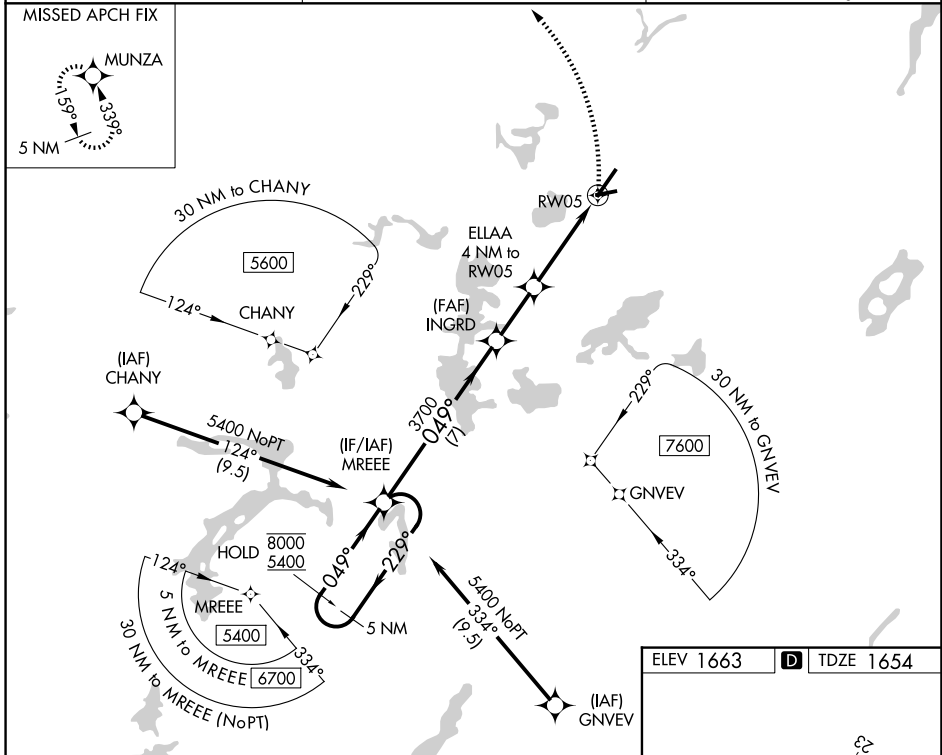 MISSED APCH FIX
MUNZA
159°
339°
5 NM
30 NM to CHANY
5600
229°
124°
CHANY
RW05
ELLAA
4 NM to
RW05
(FAF)
INGRD
(IAF)
CHANY
5400 NoPT
124°
(9.5)
3700
049°
(7)
(IF/IAF)
MREEE
229°
30 NM to GNVEV
7600
GNVEV
334°
HOLD
8000
5400
049°
229°
5 NM
124°
MREEE
5400
334°
5 NM to MREEE
6700
30 NM to MREEE (NoPT)
5400 NoPT
334°
(9.5)
(IAF)
GNVEV
ELEV 1663
D
TDZE 1654
23